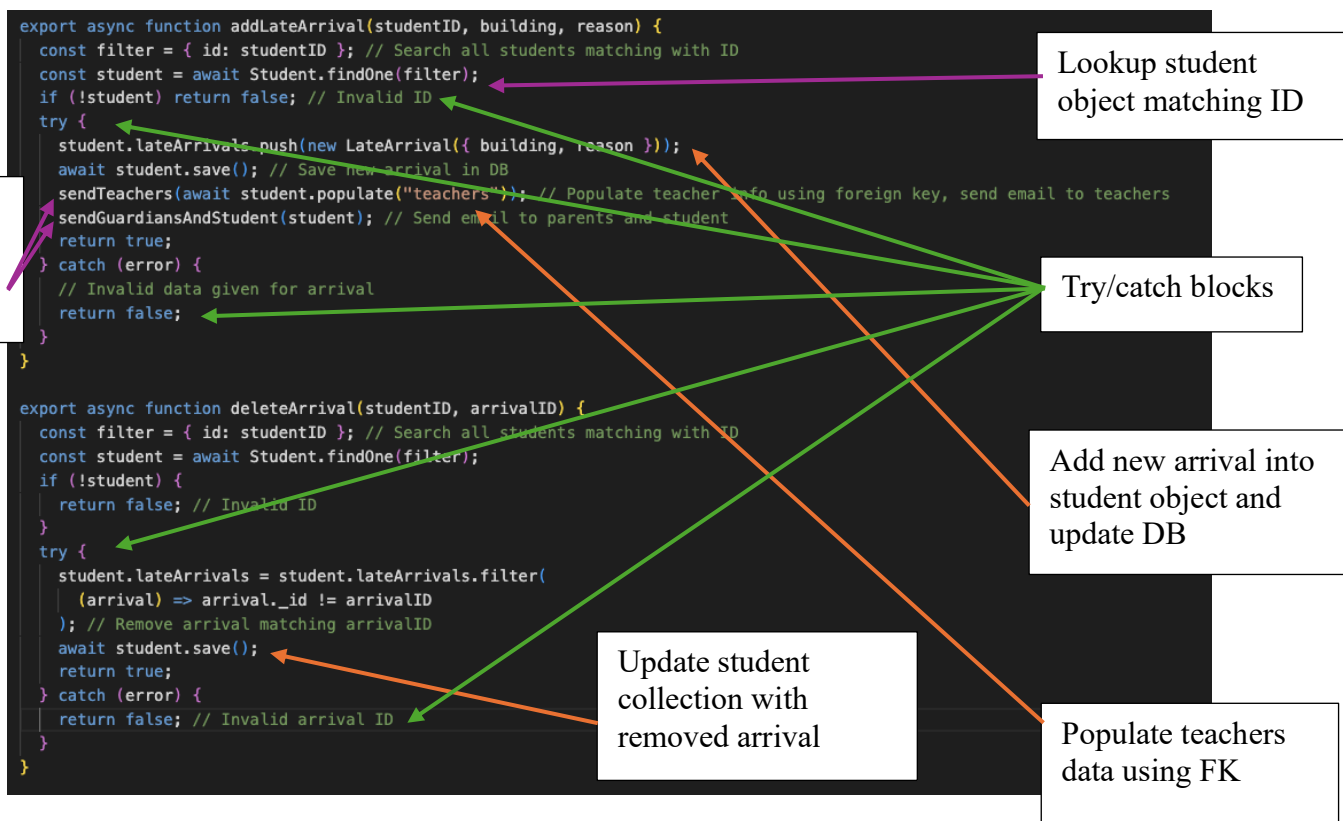 export async function addLateArrival(studentID, building, reason) {
const filter = { id: studentID }; // Search all students matching with ID
const student = await Student.findOne(filter);
if (!student) return false; // Invalid ID
try {
student.lateArrivals.push(new LateArrival({ building, reason }));
await student.save(); // Save new arrival in DB
sendTeachers(await student.populate("teachers")); // Populate teacher info using foreign key, send email to teachers
sendGuardiansAndStudent(student); // Send email to parents and student
return true;
} catch (error) {
// Invalid data given for arrival
return false;
}
}
export async function deleteArrival(studentID, arrivalID) {
const filter = { id: studentID }; // Search all students matching with ID
const student = await Student.findOne(filter);
if (!student) {
return false; // Invalid ID
}
try {
student.lateArrivals = student.lateArrivals.filter(
(arrival) => arrival._id != arrivalID
); // Remove arrival matching arrivalID
await student.save();
return true;
} catch (error) {
return false; // Invalid arrival ID
}
}
Lookup student
object matching ID
Try/catch blocks
Add new arrival into
student object and
update DB
Update student
collection with
removed arrival
Populate teachers
data using FK